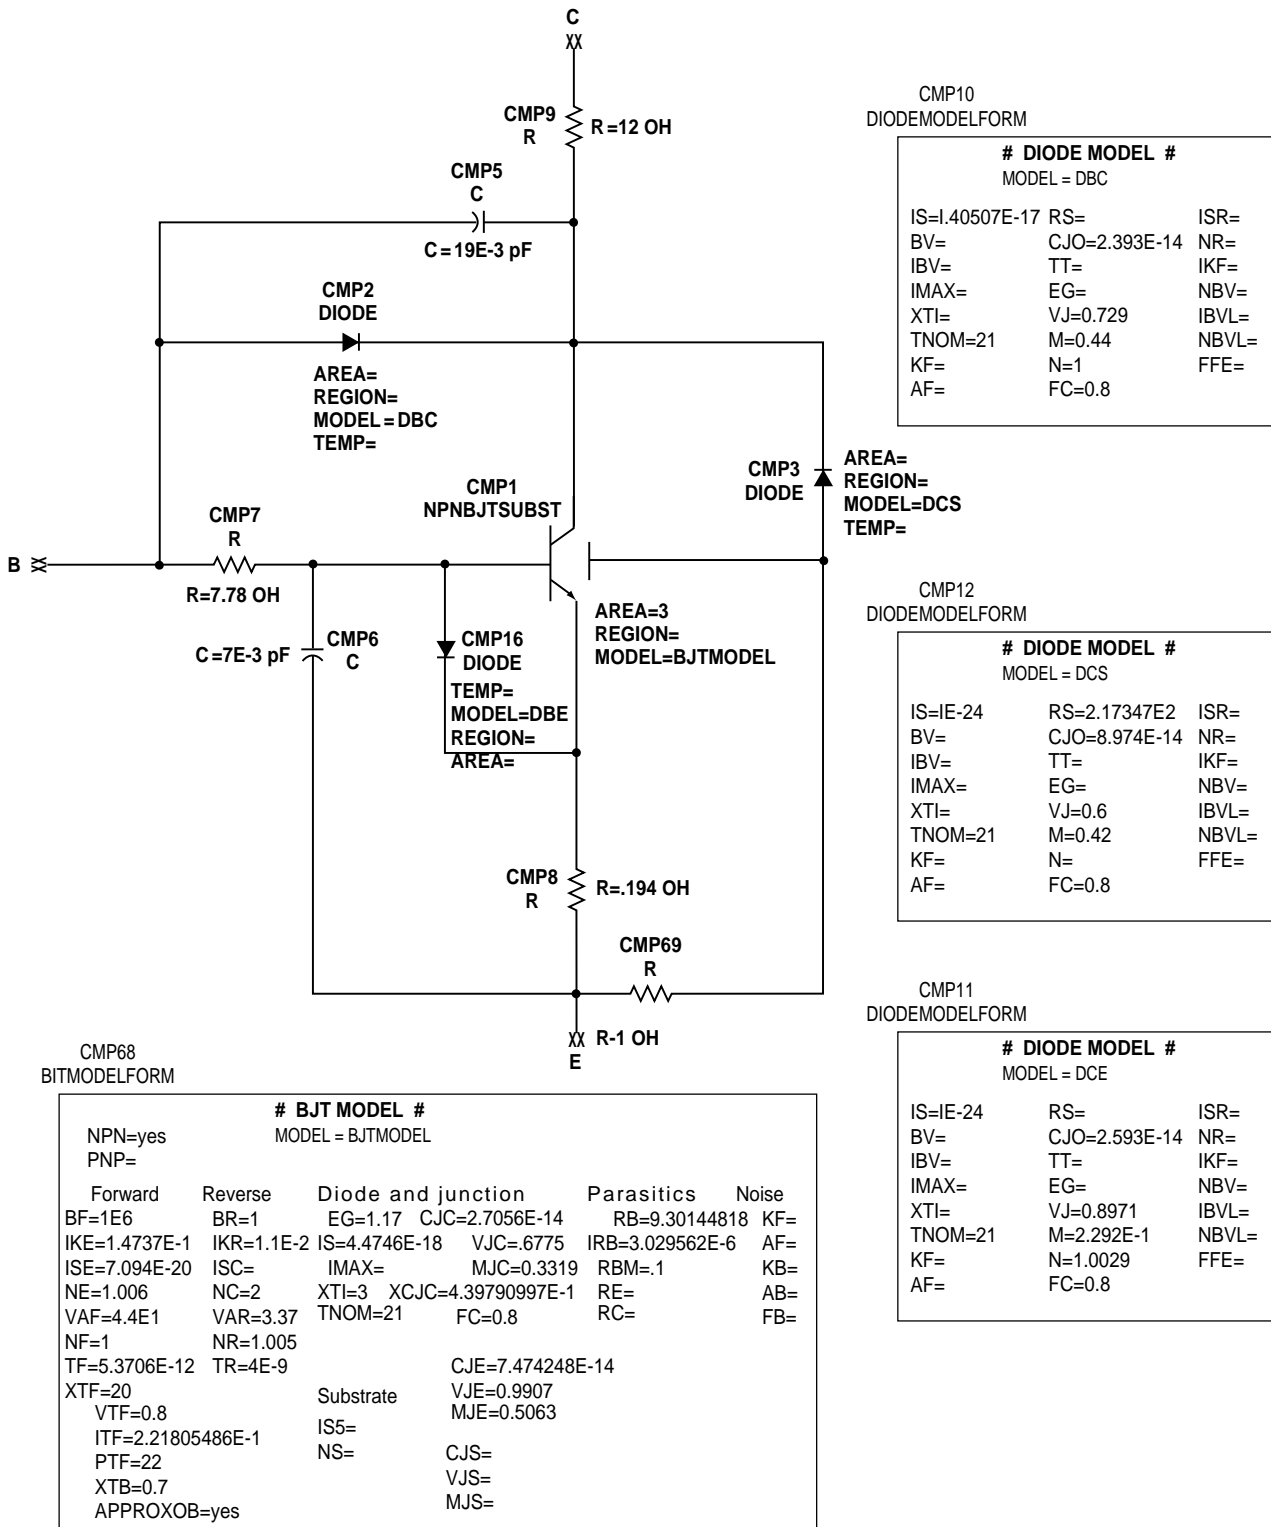 C
CMP9
R
R=12 OH
CMP5
C
C=19E-3 pF
CMP2
DIODE
AREA=
REGION=
MODEL=DBC
TEMP=
CMP1
NPNBJTSUBST
CMP3
DIODE
AREA=
REGION=
MODEL=DCS
TEMP=
CMP7
R
B
R=7.78 OH
AREA=3
REGION=
MODEL=BJTMODEL
C=7E-3 pF
CMP6
C
CMP16
DIODE
TEMP=
MODEL=DBE
REGION=
AREA=
CMP8
R
R=.194 OH
CMP69
R
R-1 OH
E
CMP10
DIODEMODELFORM
# DIODE MODEL #
MODEL = DBC
IS=I.40507E-17 RS= ISR=
BV= CJO=2.393E-14 NR=
IBV= TT= IKF=
IMAX= EG= NBV=
XTI= VJ=0.729 IBVL=
TNOM=21 M=0.44 NBVL=
KF= N=1 FFE=
AF= FC=0.8
CMP12
DIODEMODELFORM
# DIODE MODEL #
MODEL = DCS
IS=IE-24 RS=2.17347E2 ISR=
BV= CJO=8.974E-14 NR=
IBV= TT= IKF=
IMAX= EG= NBV=
XTI= VJ=0.6 IBVL=
TNOM=21 M=0.42 NBVL=
KF= N= FFE=
AF= FC=0.8
CMP11
DIODEMODELFORM
# DIODE MODEL #
MODEL = DCE
IS=IE-24 RS= ISR=
BV= CJO=2.593E-14 NR=
IBV= TT= IKF=
IMAX= EG= NBV=
XTI= VJ=0.8971 IBVL=
TNOM=21 M=2.292E-1 NBVL=
KF= N=1.0029 FFE=
AF= FC=0.8
CMP68
BITMODELFORM
# BJT MODEL #
NPN=yes MODEL = BJTMODEL
PNP=
Forward Reverse Diode and junction Parasitics Noise
BF=1E6 BR=1 EG=1.17 CJC=2.7056E-14 RB=9.30144818 KF=
IKE=1.4737E-1 IKR=1.1E-2 IS=4.4746E-18 VJC=.6775 IRB=3.029562E-6 AF=
ISE=7.094E-20 ISC= IMAX= MJC=0.3319 RBM=.1 KB=
NE=1.006 NC=2 XTI=3 XCJC=4.39790997E-1 RE= AB=
VAF=4.4E1 VAR=3.37 TNOM=21 FC=0.8 RC= FB=
NF=1 NR=1.005
TF=5.3706E-12 TR=4E-9 CJE=7.474248E-14
XTF=20 Substrate VJE=0.9907
VTF=0.8 MJE=0.5063
ITF=2.21805486E-1 IS5=
PTF=22 NS= CJS=
XTB=0.7 VJS=
APPROXOB=yes MJS=